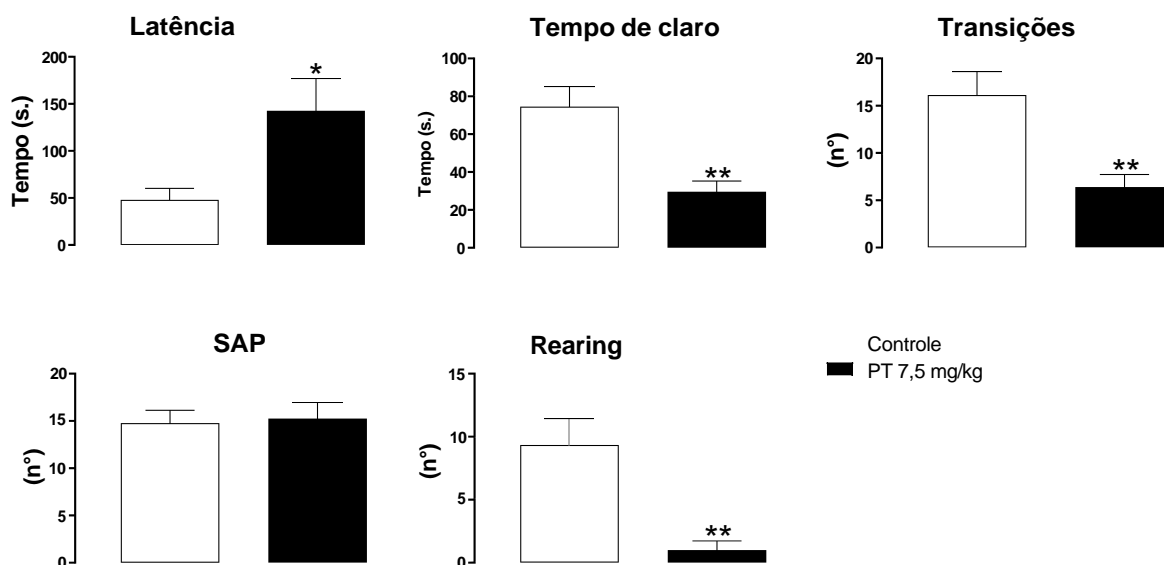 Latência
Tempo (s.)
200
150
100
50
0
*
Tempo de claro
Tempo (s.)
100
80
60
40
20
0
**
Transições
(n°)
20
15
10
5
0
**
SAP
(n°)
20
15
10
5
0
Rearing
(n°)
15
10
5
0
**
Controle
PT 7,5 mg/kg